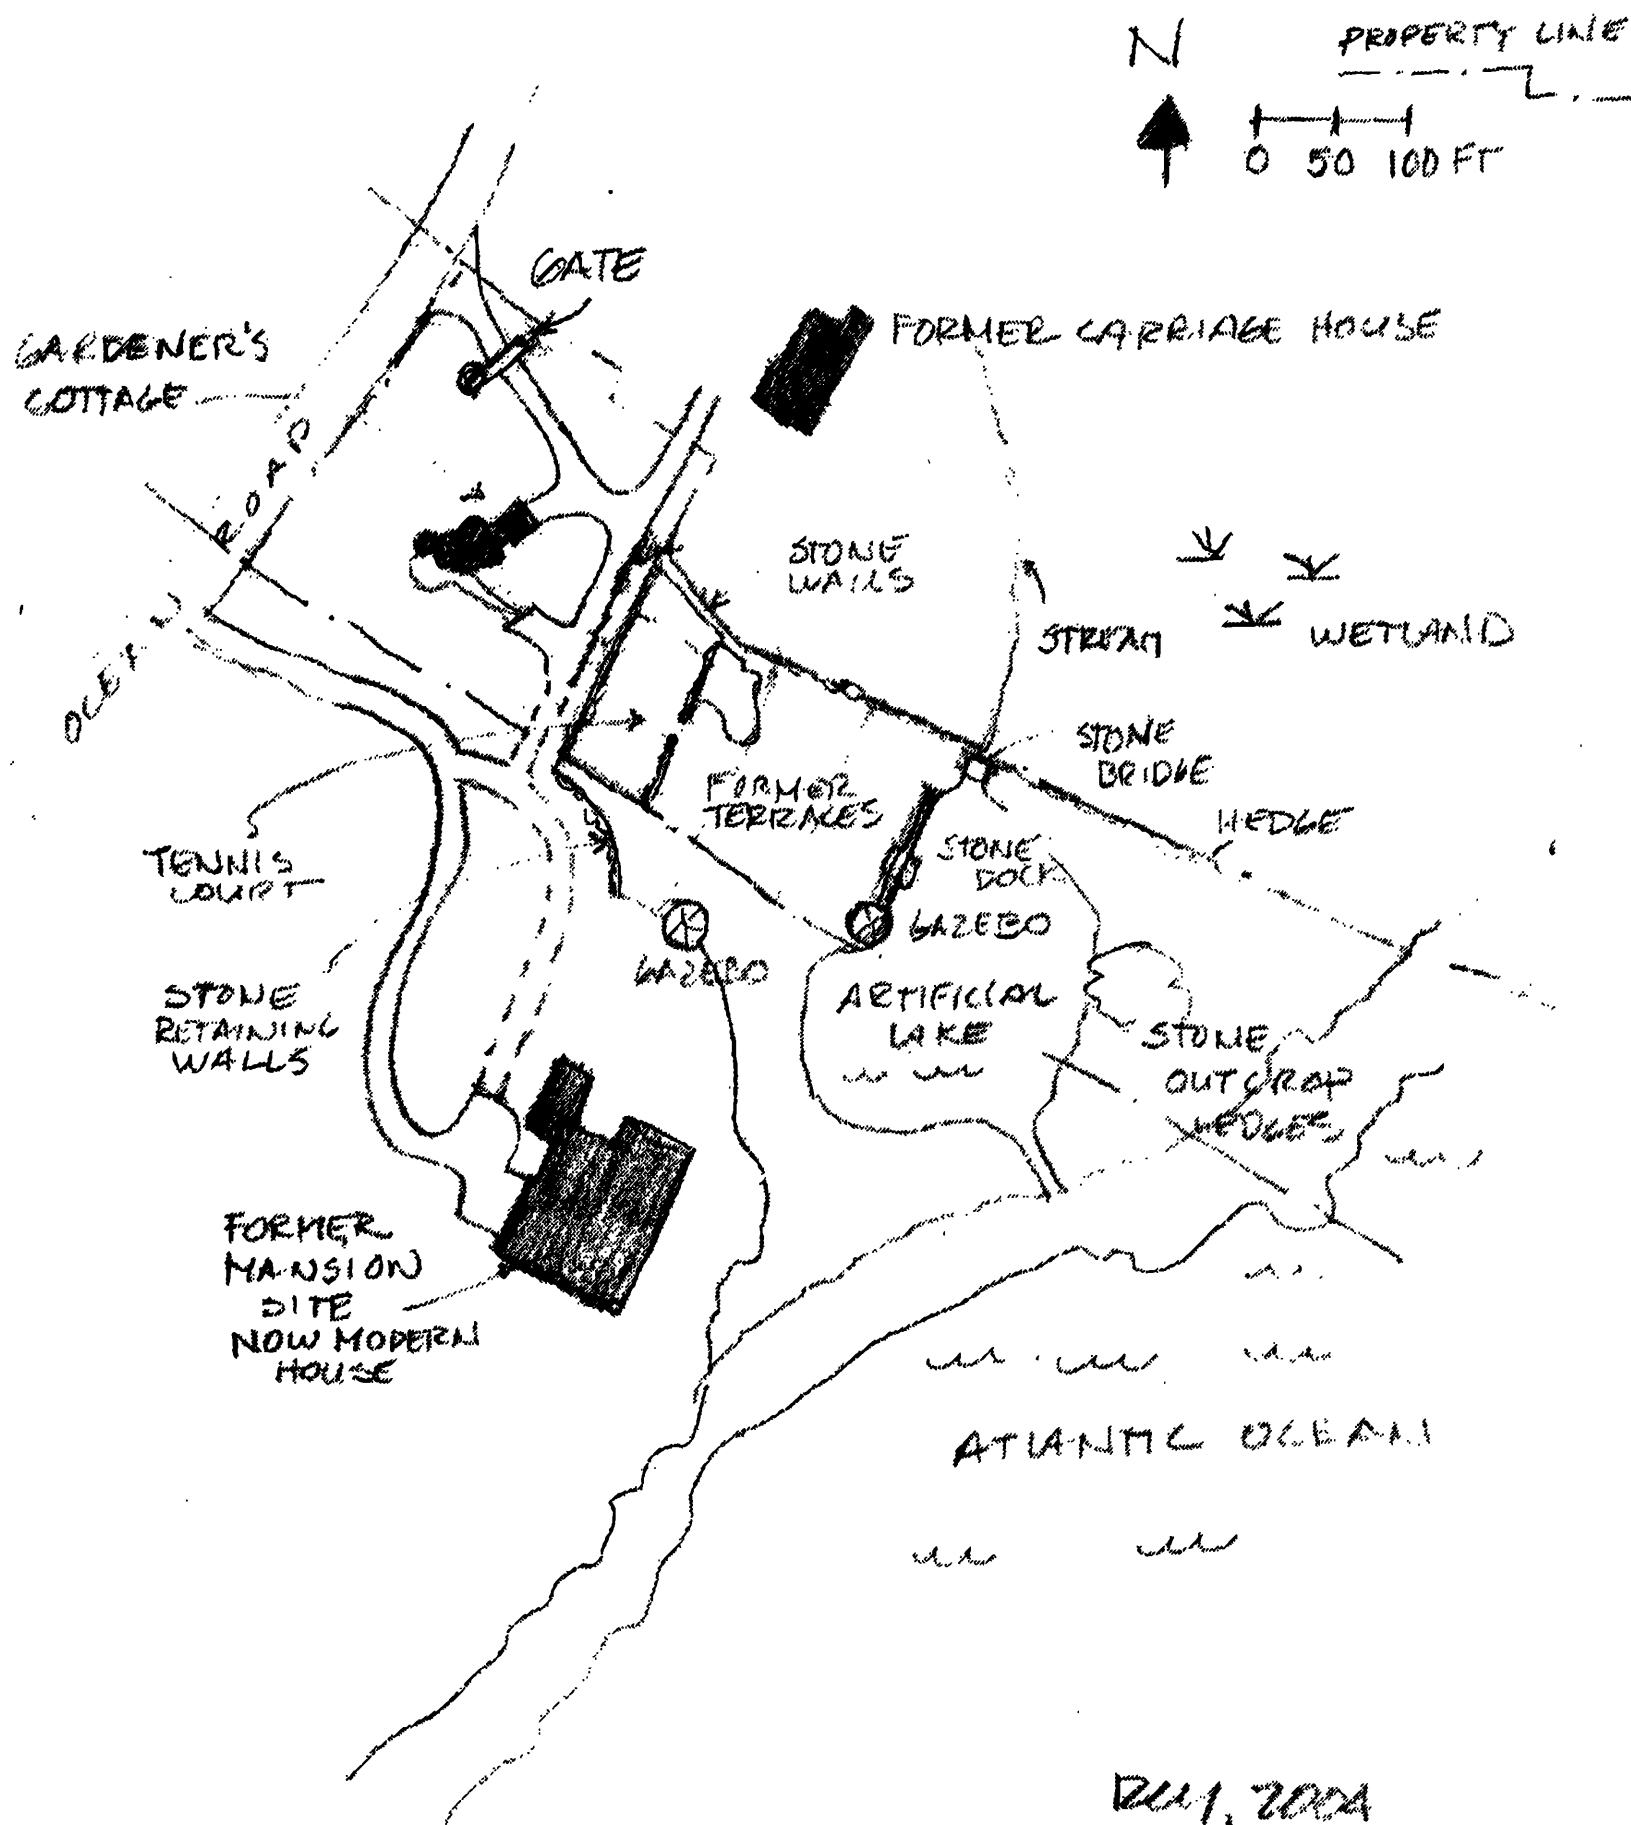 N
PROPERTY LINE
0 50 100 FT
GATE
GARDENER'S
COTTAGE
FORMER CARRIAGE HOUSE
OCEAN ROAD
STONE
WALLS
STREAM
WETLAND
STONE
BRIDGE
HEDGE
FORMER
TERRACES
STONE
DOCK
TENNIS
COURT
GAZEBO
GAZEBO
STONE
RETAINING
WALLS
ARTIFICIAL
LAKE
STONE
OUTCROP
LEDGES
FORMER
MANSION
SITE
NOW MODERN
HOUSE
ATLANTIC OCEAN
2004